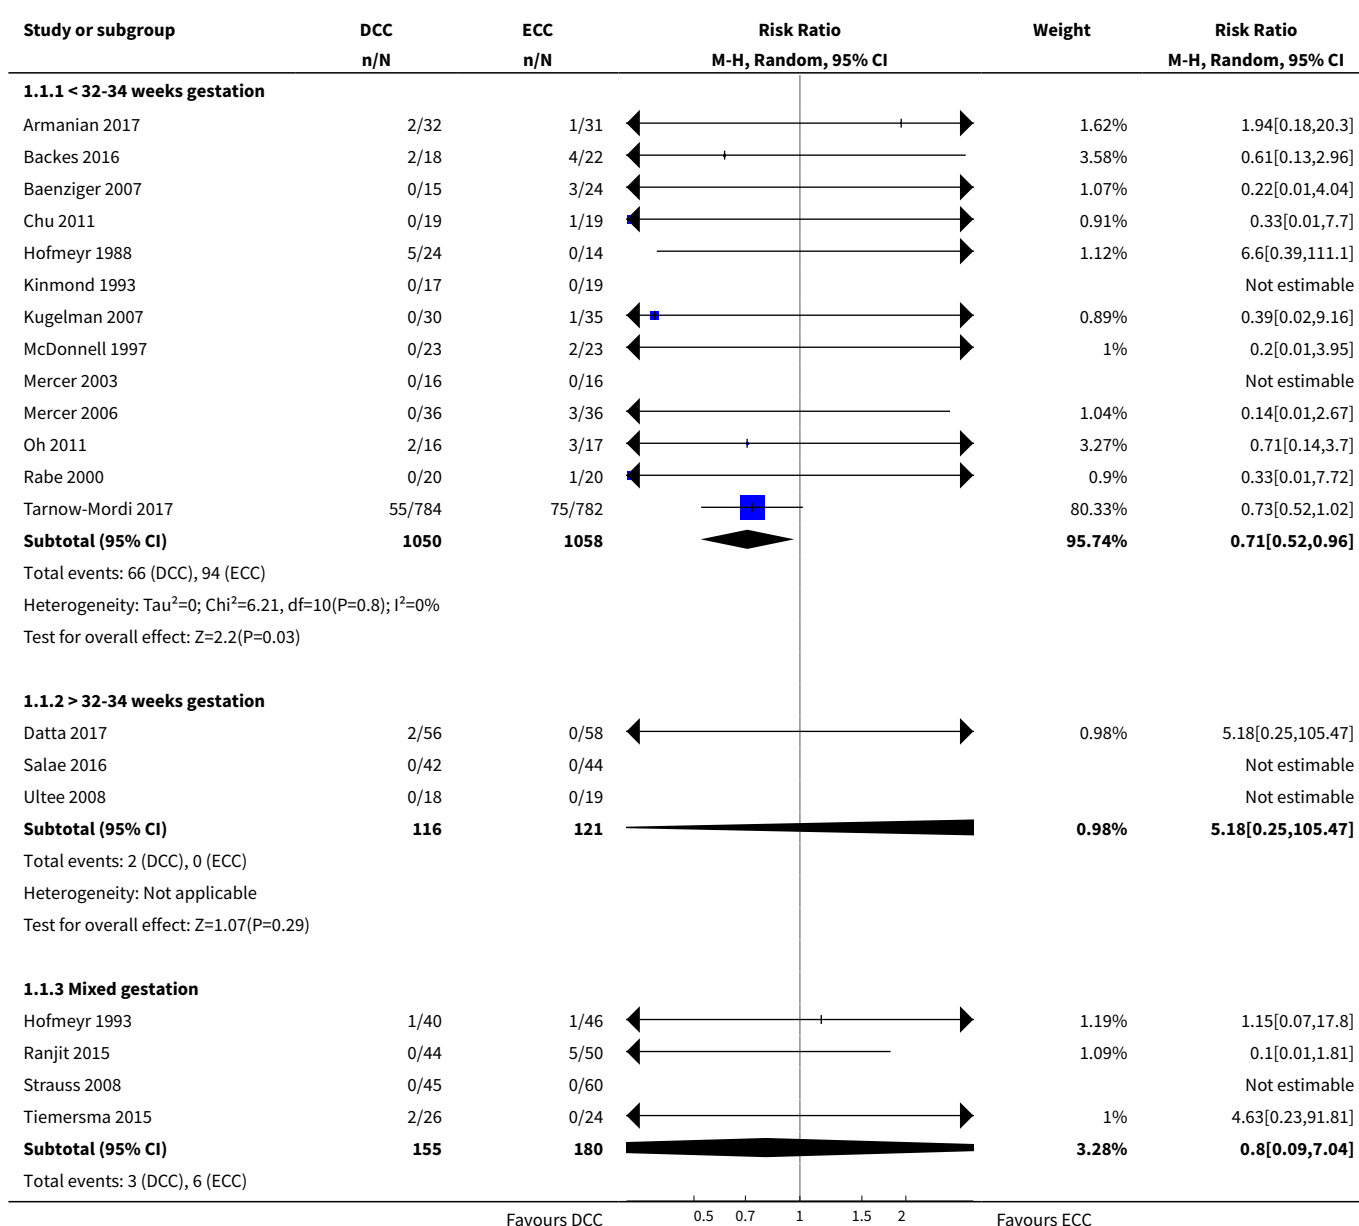 Study or subgroup DCC ECC Risk Ratio Weight Risk Ratio
n/N n/N M-H, Random, 95% CI M-H, Random, 95% CI
1.1.1 < 32-34 weeks gestation
Armanian 2017 2/32 1/31 1.62% 1.94[0.18,20.3]
Backes 2016 2/18 4/22 3.58% 0.61[0.13,2.96]
Baenziger 2007 0/15 3/24 1.07% 0.22[0.01,4.04]
Chu 2011 0/19 1/19 0.91% 0.33[0.01,7.7]
Hofmeyr 1988 5/24 0/14 1.12% 6.6[0.39,111.1]
Kinmond 1993 0/17 0/19 Not estimable
Kugelman 2007 0/30 1/35 0.89% 0.39[0.02,9.16]
McDonnell 1997 0/23 2/23 1% 0.2[0.01,3.95]
Mercer 2003 0/16 0/16 Not estimable
Mercer 2006 0/36 3/36 1.04% 0.14[0.01,2.67]
Oh 2011 2/16 3/17 3.27% 0.71[0.14,3.7]
Rabe 2000 0/20 1/20 0.9% 0.33[0.01,7.72]
Tarnow-Mordi 2017 55/784 75/782 80.33% 0.73[0.52,1.02]
Subtotal (95% CI) 1050 1058 95.74% 0.71[0.52,0.96]
Total events: 66 (DCC), 94 (ECC)
Heterogeneity: Tau²=0; Chi²=6.21, df=10(P=0.8); I²=0%
Test for overall effect: Z=2.2(P=0.03)
1.1.2 > 32-34 weeks gestation
Datta 2017 2/56 0/58 0.98% 5.18[0.25,105.47]
Salae 2016 0/42 0/44 Not estimable
Ultee 2008 0/18 0/19 Not estimable
Subtotal (95% CI) 116 121 0.98% 5.18[0.25,105.47]
Total events: 2 (DCC), 0 (ECC)
Heterogeneity: Not applicable
Test for overall effect: Z=1.07(P=0.29)
1.1.3 Mixed gestation
Hofmeyr 1993 1/40 1/46 1.19% 1.15[0.07,17.8]
Ranjit 2015 0/44 5/50 1.09% 0.1[0.01,1.81]
Strauss 2008 0/45 0/60 Not estimable
Tiemersma 2015 2/26 0/24 1% 4.63[0.23,91.81]
Subtotal (95% CI) 155 180 3.28% 0.8[0.09,7.04]
Total events: 3 (DCC), 6 (ECC)
Favours DCC 0.5 0.7 1 1.5 2 Favours ECC